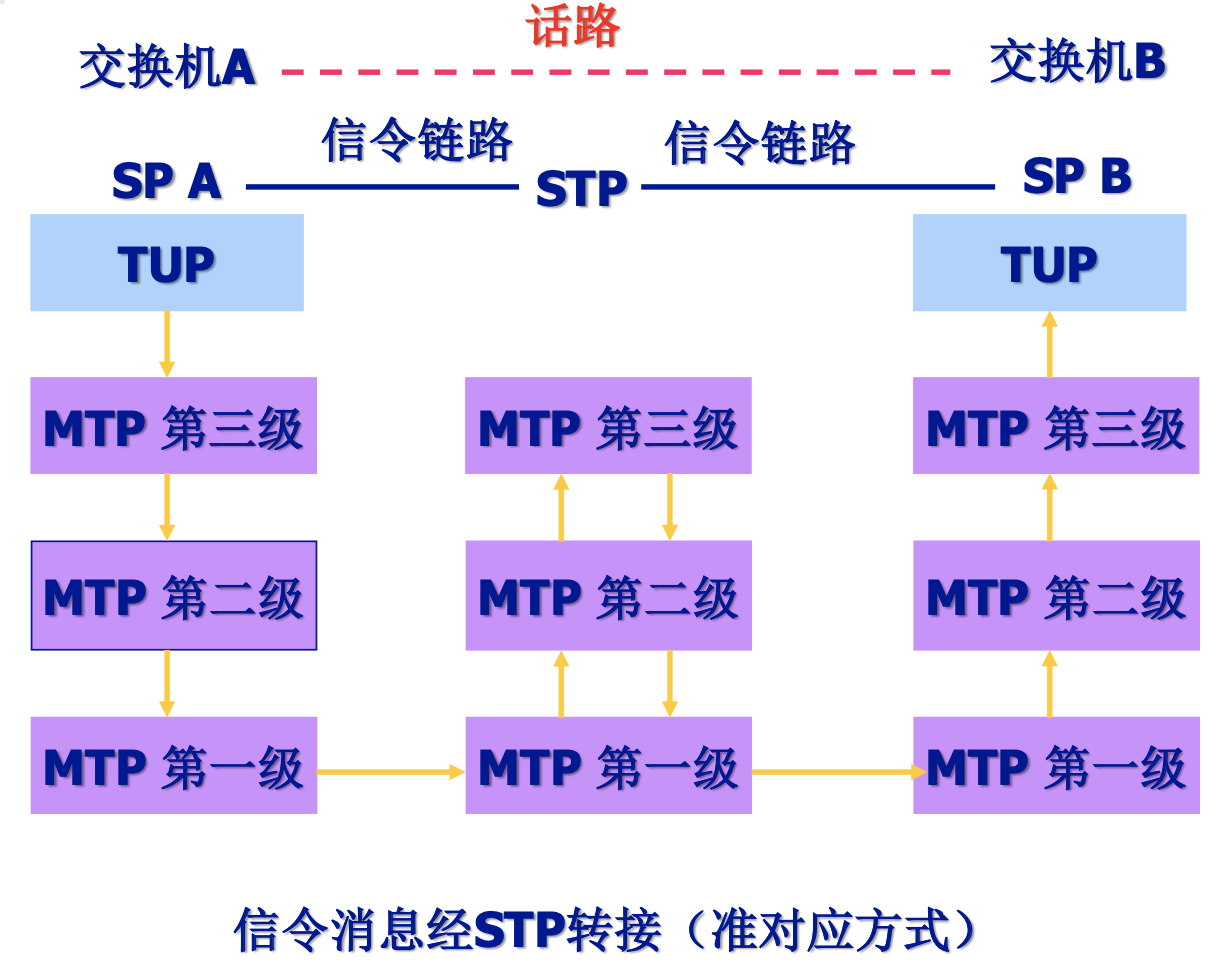 话路
交换机A
交换机B
信令链路
信令链路
SP A
STP
SP B
TUP
TUP
MTP 第三级
MTP 第三级
MTP 第三级
MTP 第二级
MTP 第二级
MTP 第二级
MTP 第一级
MTP 第一级
MTP 第一级
信令消息经STP转接（准对应方式）